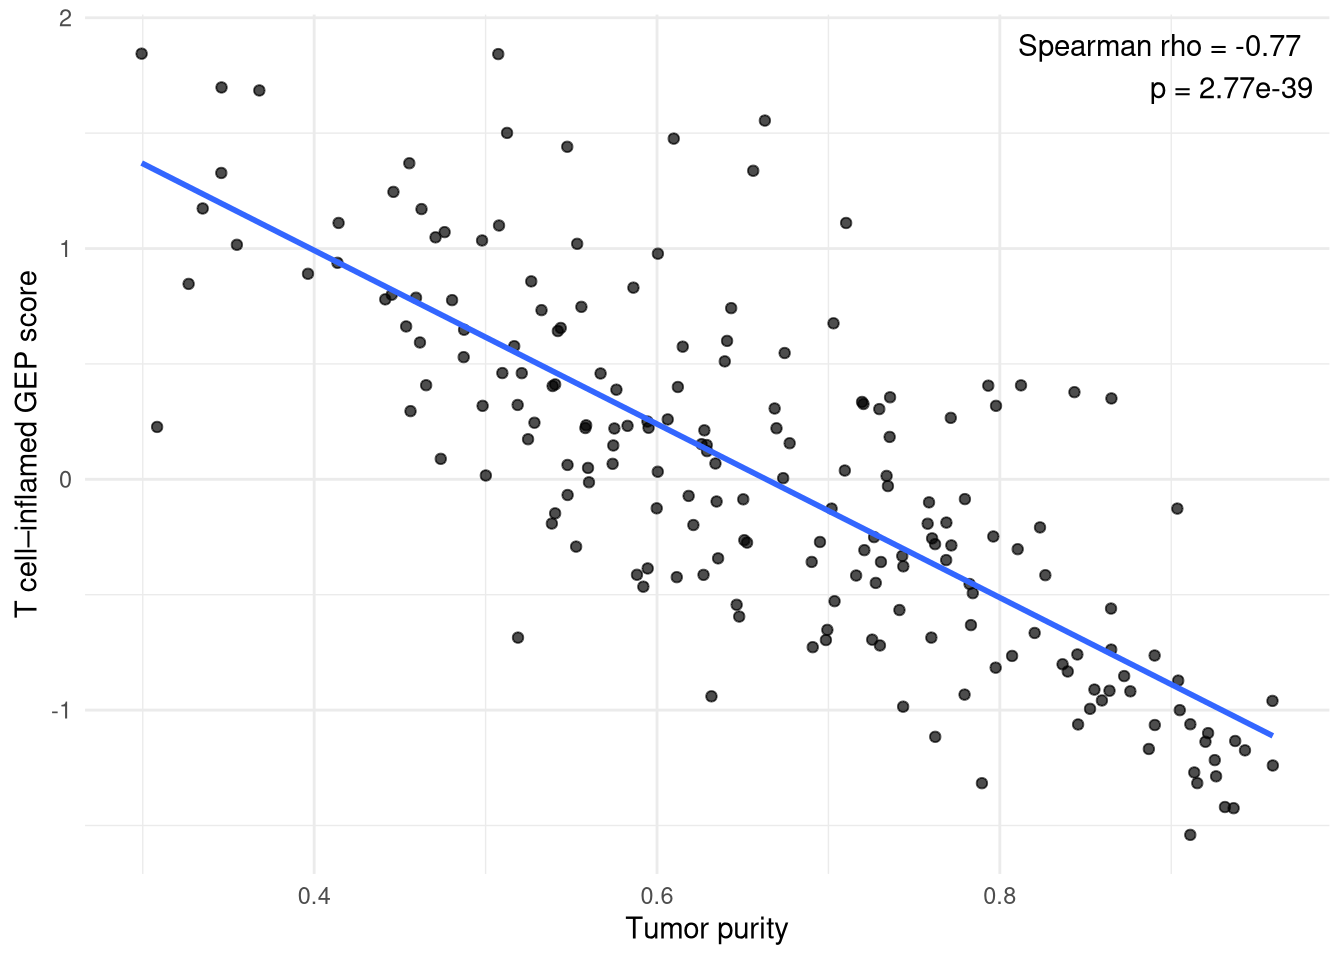 Spearman rho = -0.77
p = 2.77e-39
2
1
0
-1
T cell–inflamed GEP score
0.4 0.6 0.8
Tumor purity